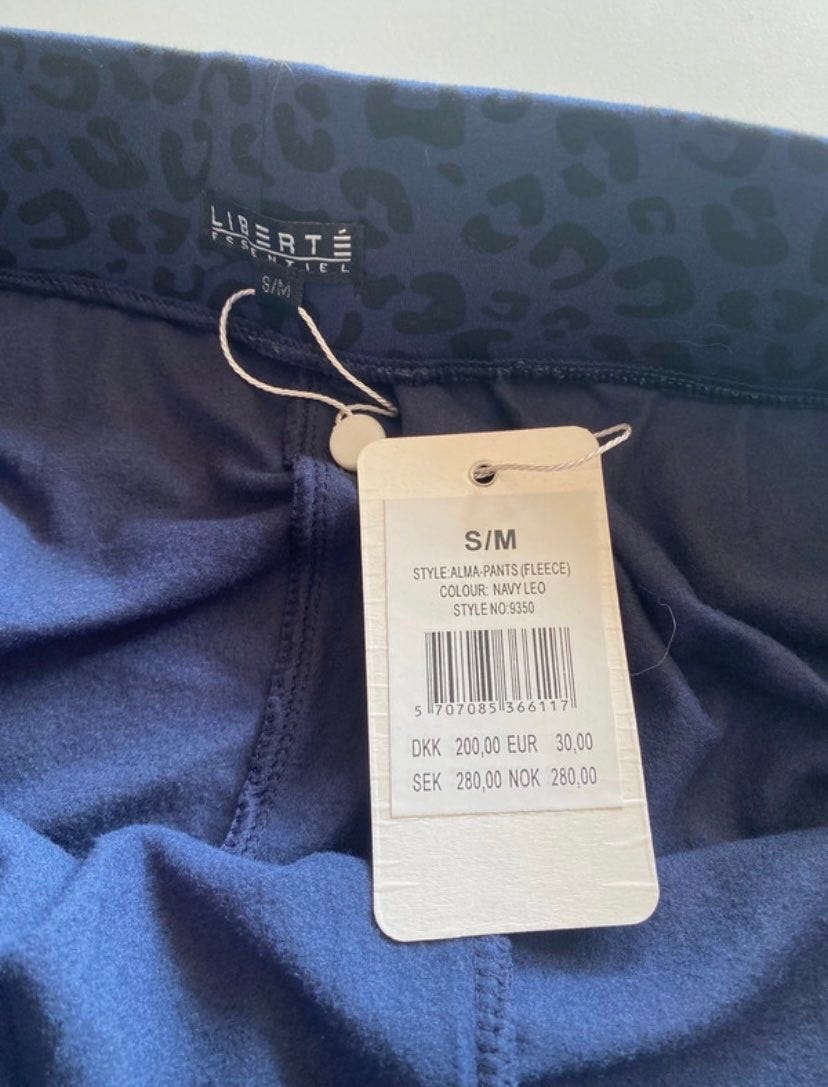 LIBERTÉ
ESSENTIEL
S/M
S/M
STYLE:ALMA-PANTS (FLEECE)
COLOUR: NAVY LEO
STYLE NO:9350
5 707085 366117
DKK 200,00 EUR 30,00
SEK 280,00 NOK 280,00